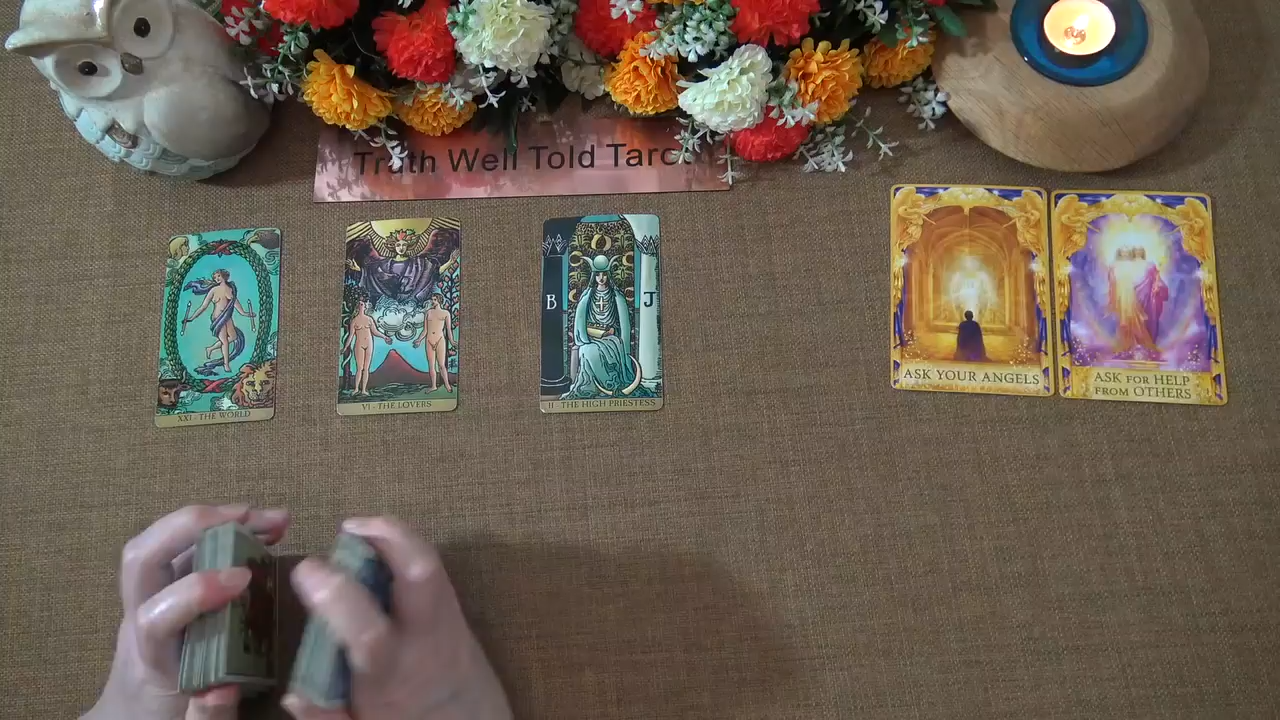 Truth Well Told Tarot
XXI - THE WORLD
VI - THE LOVERS
B
J
II THE HIGH PRIESTESS
ASK YOUR ANGELS
ASK FOR HELP
FROM OTHERS